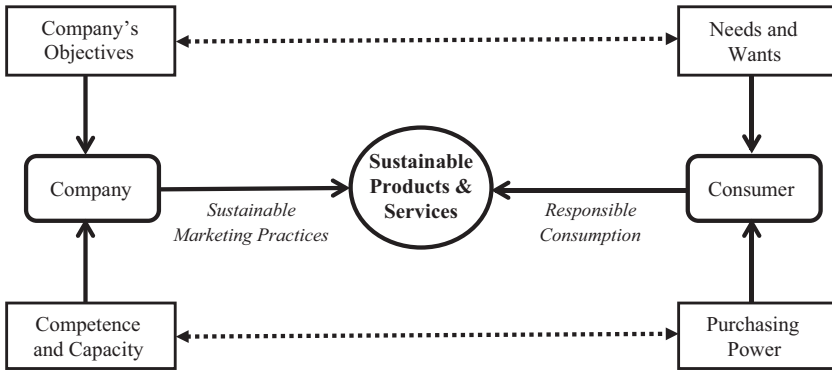 Company's
Objectives
Needs and
Wants
Company
Sustainable
Products &
Services
Consumer
Sustainable
Marketing Practices
Responsible
Consumption
Competence
and Capacity
Purchasing
Power